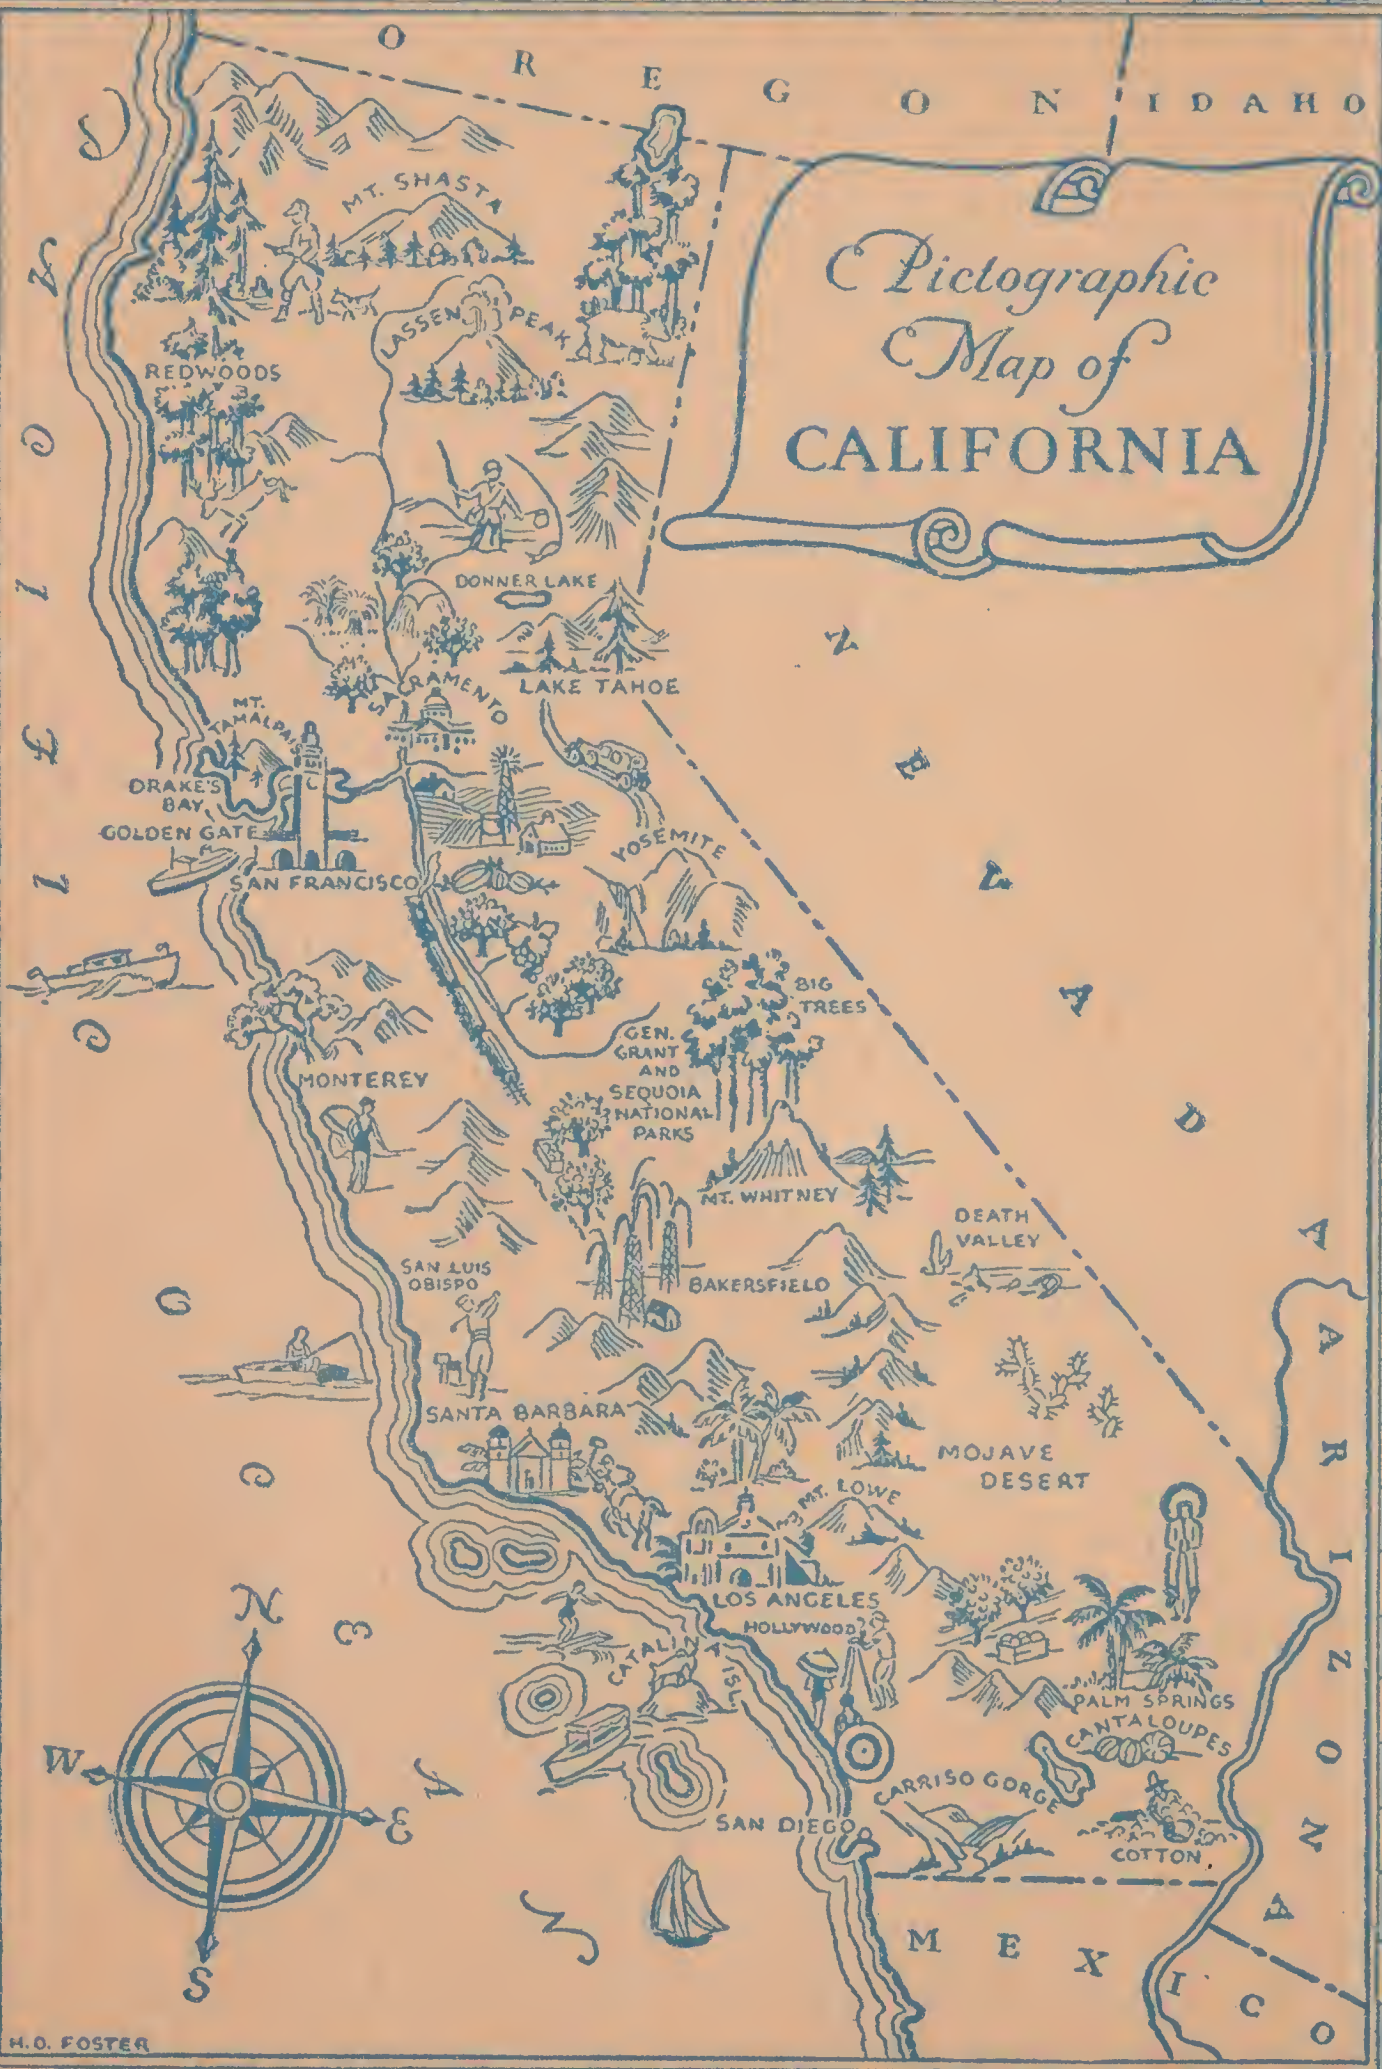 OREGON
IDAHO
Pictographic
Map of
CALIFORNIA
MT. SHASTA
LASSEN PEAK
REDWOODS
DONNER LAKE
LAKE TAHOE
SACRAMENTO
MT.
TAMALPAIS
DRAKE'S
BAY
GOLDEN GATE
SAN FRANCISCO
YOSEMITE
BIG
TREES
GEN.
GRANT
AND
SEQUOIA
NATIONAL
PARKS
MONTEREY
MT. WHITNEY
DEATH
VALLEY
SAN LUIS
OBISPO
BAKERSFIELD
SANTA BARBARA
MOJAVE
DESERT
MT. LOWE
LOS ANGELES
HOLLYWOOD
CATALINA ISL.
PALM SPRINGS
CANTALOUPES
CARRISO GORGE
SAN DIEGO
COTTON
NEVADA
ARIZONA
MEXICO
PACIFIC OCEAN
N
W
E
S
H.O. FOSTER